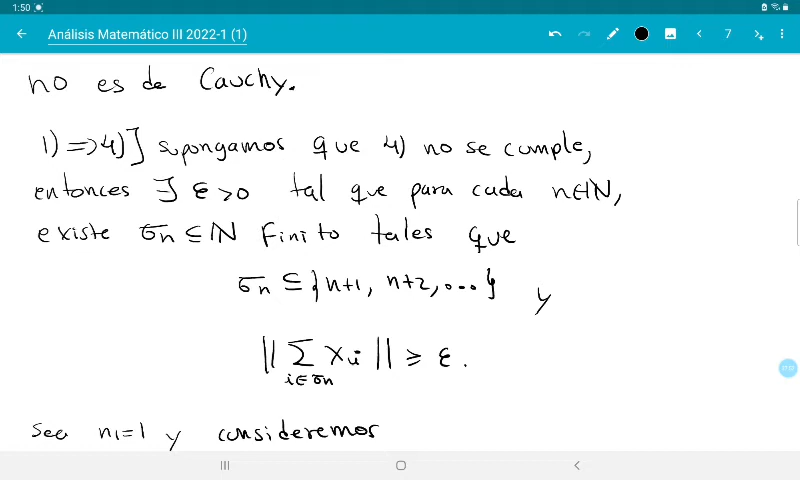 1:50
Análisis Matemático III 2022-1 (1)
7
no es de Cauchy.
1) => 4)] supongamos que 4) no se cumple,
entonces ∃ ε > 0 tal que para cada n∈ℕ,
existe σn ⊆ ℕ finito tales que
σn ⊆ {n+1, n+2, ...} y
|| Σ xi || ≥ ε.
i∈σn
Sea n1=1 y consideremos